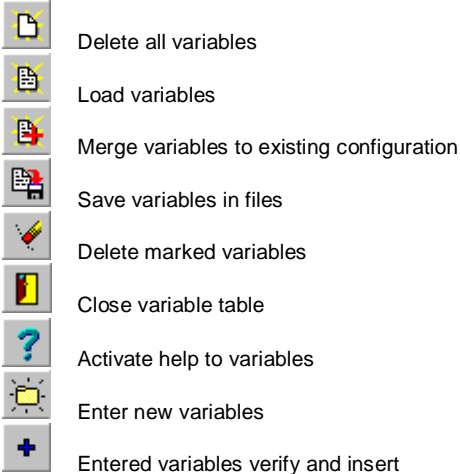 Delete all variables
Load variables
Merge variables to existing configuration
Save variables in files
Delete marked variables
Close variable table
Activate help to variables
Enter new variables
Entered variables verify and insert